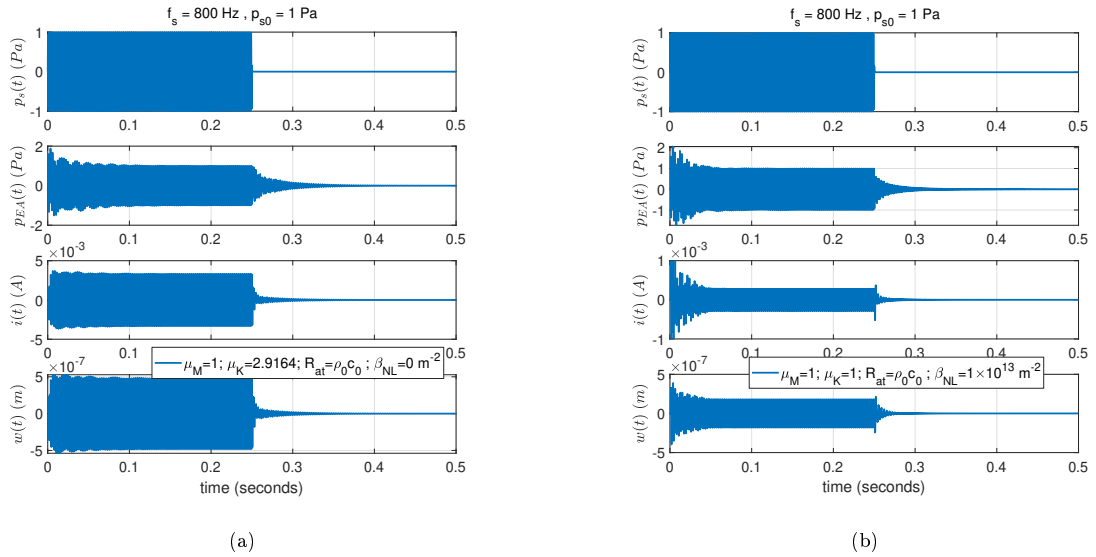 f_s = 800 Hz , p_s0 = 1 Pa
p_s(t) (Pa)
1
0
-1
0 0.1 0.2 0.3 0.4 0.5
p_EA(t) (Pa)
2
0
-2
0 0.1 0.2 0.3 0.4 0.5
×10^-3
i(t) (A)
5
0
-5
0 0.1 0.2 0.3 0.4 0.5
×10^-7
μ_M=1; μ_K=2.9164; R_at=ρ_0c_0 ; β_NL=0 m^-2
w(t) (m)
5
0
-5
0 0.1 0.2 0.3 0.4 0.5
time (seconds)
(a)
f_s = 800 Hz , p_s0 = 1 Pa
p_s(t) (Pa)
1
0
-1
0 0.1 0.2 0.3 0.4 0.5
p_EA(t) (Pa)
2
1
0
-1
0 0.1 0.2 0.3 0.4 0.5
×10^-3
i(t) (A)
1
0
-1
0 0.1 0.2 0.3 0.4 0.5
×10^-7
μ_M=1; μ_K=1; R_at=ρ_0c_0 ; β_NL=1×10^13 m^-2
w(t) (m)
5
0
-5
0 0.1 0.2 0.3 0.4 0.5
time (seconds)
(b)